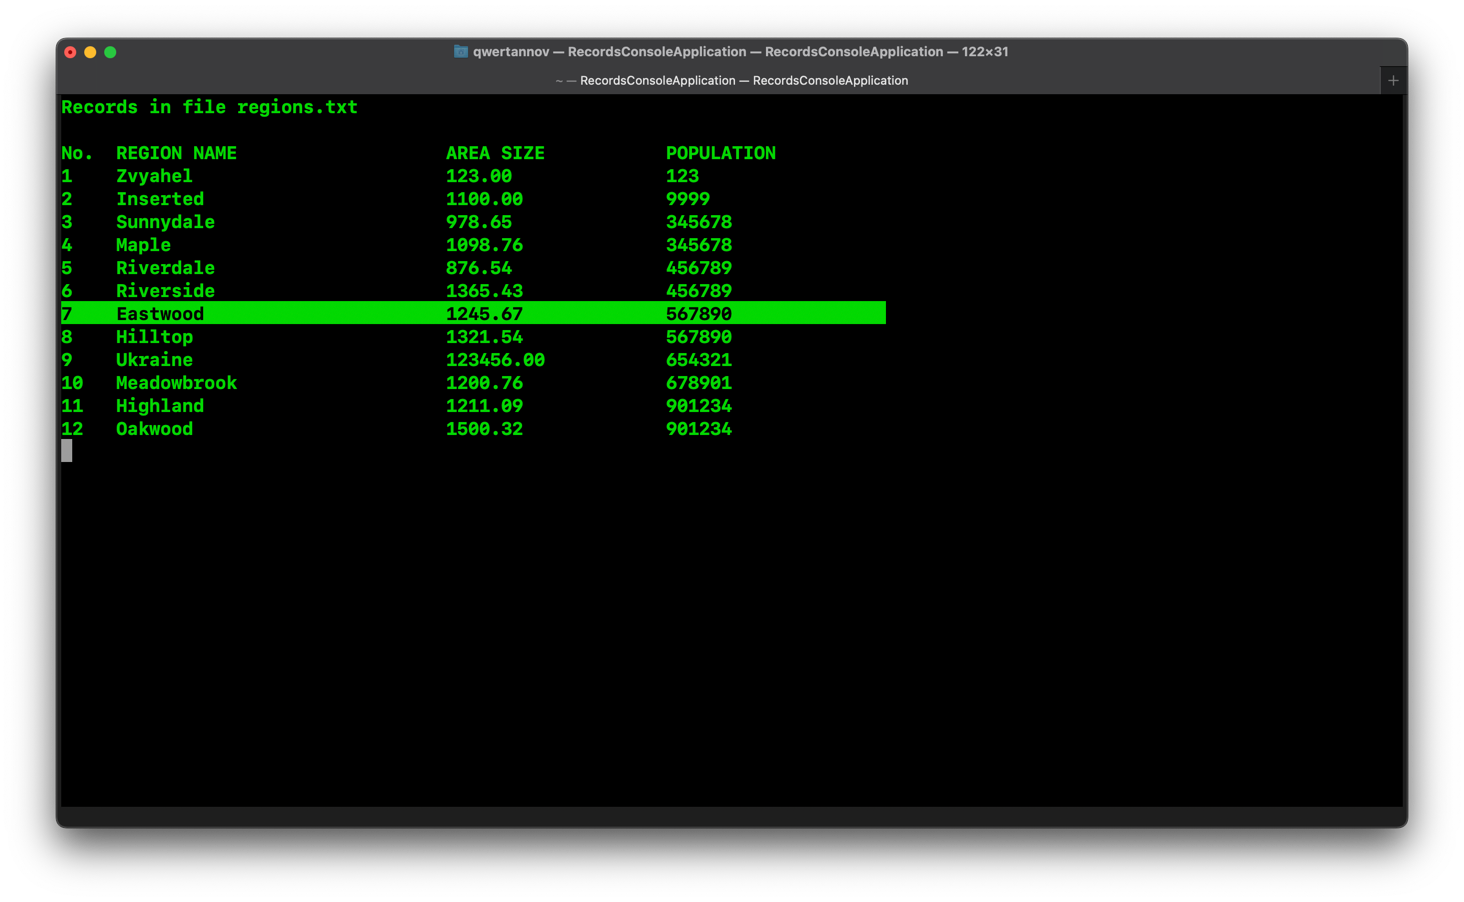 qwertannov — RecordsConsoleApplication — RecordsConsoleApplication — 122×31
~ — RecordsConsoleApplication — RecordsConsoleApplication
Records in file regions.txt
No. REGION NAME AREA SIZE POPULATION
1 Zvyahel 123.00 123
2 Inserted 1100.00 9999
3 Sunnydale 978.65 345678
4 Maple 1098.76 345678
5 Riverdale 876.54 456789
6 Riverside 1365.43 456789
7 Eastwood 1245.67 567890
8 Hilltop 1321.54 567890
9 Ukraine 123456.00 654321
10 Meadowbrook 1200.76 678901
11 Highland 1211.09 901234
12 Oakwood 1500.32 901234